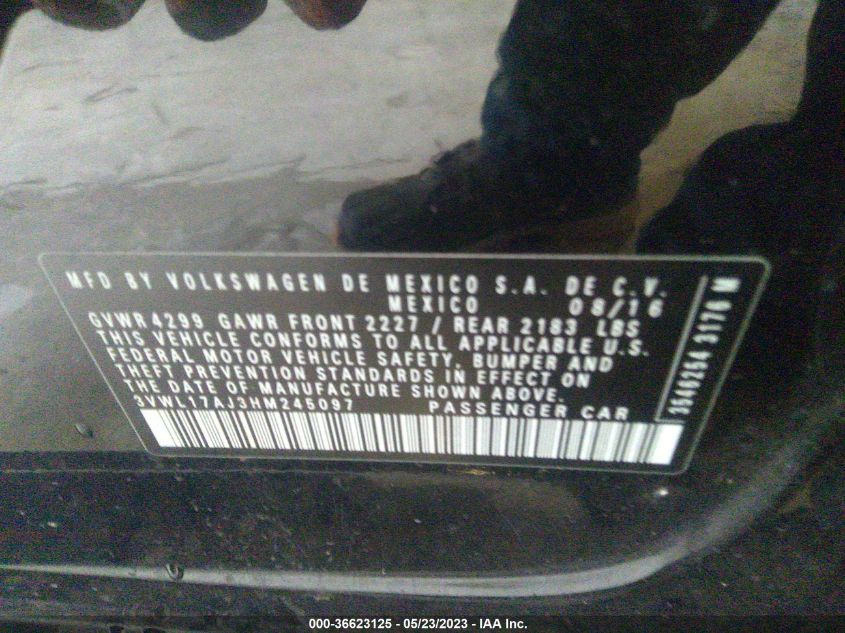 MFD BY VOLKSWAGEN DE MEXICO S.A. DE C.V.
MEXICO 08/16
GVWR 4299 GAWR FRONT 2227 / REAR 2183 LBS
THIS VEHICLE CONFORMS TO ALL APPLICABLE U.S.
FEDERAL MOTOR VEHICLE SAFETY, BUMPER AND
THEFT PREVENTION STANDARDS IN EFFECT ON
THE DATE OF MANUFACTURE SHOWN ABOVE.
3VWL17AJ3HM245097 PASSENGER CAR
3546254 3176 M
000-36623125 - 05/23/2023 - IAA Inc.